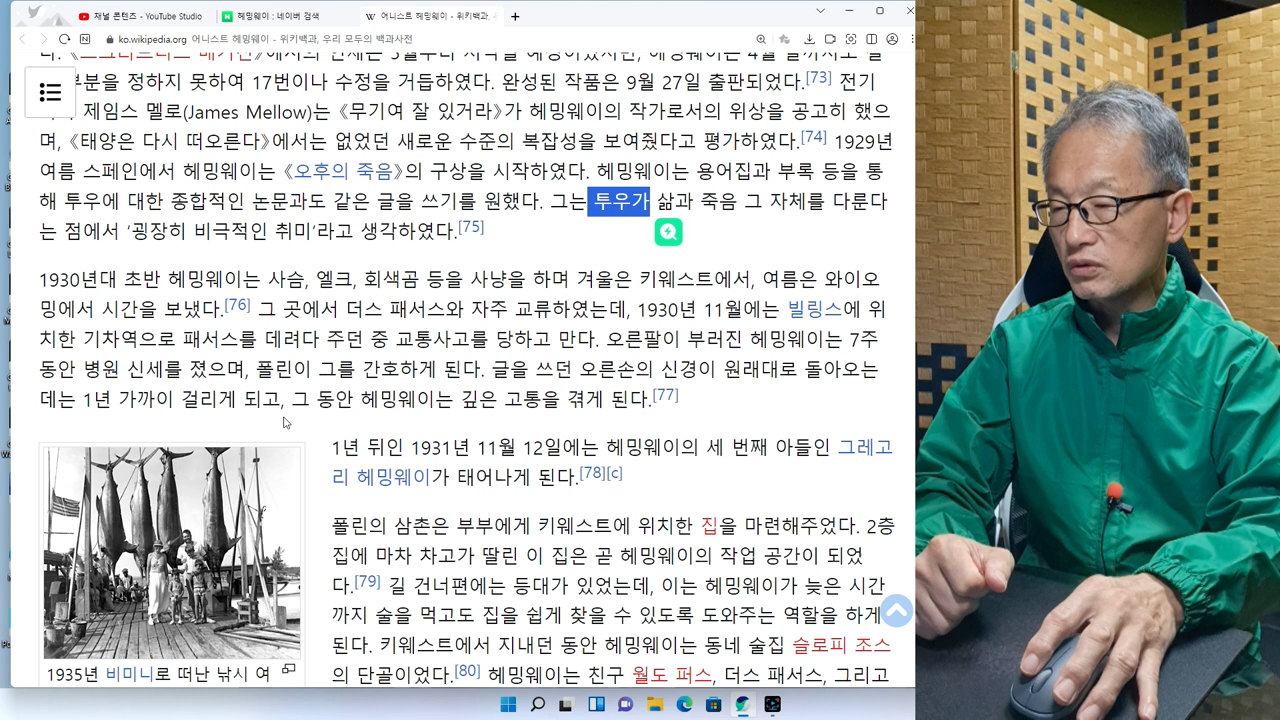 재널 콘텐츠 - YouTube Studio
헤밍웨이 : 네이버 검색
어니스트 헤밍웨이 - 위키백과,
ko.wikipedia.org 어니스트 헤밍웨이 - 위키백과, 우리 모두의 백과사전
부분을 정하지 못하여 17번이나 수정을 거듭하였다. 완성된 작품은 9월 27일 출판되었다.[73] 전기
제임스 멜로(James Mellow)는 《무기여 잘 있거라》가 헤밍웨이의 작가로서의 위상을 공고히 했으
며, 《태양은 다시 떠오른다》에서는 없었던 새로운 수준의 복잡성을 보여줬다고 평가하였다.[74] 1929년
여름 스페인에서 헤밍웨이는 《오후의 죽음》의 구상을 시작하였다. 헤밍웨이는 용어집과 부록 등을 통
해 투우에 대한 종합적인 논문과도 같은 글을 쓰기를 원했다. 그는 투우가 삶과 죽음 그 자체를 다룬다
는 점에서 ‘굉장히 비극적인 취미’라고 생각하였다.[75]
1930년대 초반 헤밍웨이는 사슴, 엘크, 회색곰 등을 사냥을 하며 겨울은 키웨스트에서, 여름은 와이오
밍에서 시간을 보냈다.[76] 그 곳에서 더스 패서스와 자주 교류하였는데, 1930년 11월에는 빌링스에 위
치한 기차역으로 패서스를 데려다 주던 중 교통사고를 당하고 만다. 오른팔이 부러진 헤밍웨이는 7주
동안 병원 신세를 졌으며, 폴린이 그를 간호하게 된다. 글을 쓰던 오른손의 신경이 원래대로 돌아오는
데는 1년 가까이 걸리게 되고, 그 동안 헤밍웨이는 깊은 고통을 겪게 된다.[77]
1년 뒤인 1931년 11월 12일에는 헤밍웨이의 세 번째 아들인 그레고
리 헤밍웨이가 태어나게 된다.[78][c]
폴린의 삼촌은 부부에게 키웨스트에 위치한 집을 마련해주었다. 2층
집에 마차 차고가 딸린 이 집은 곧 헤밍웨이의 작업 공간이 되었
다.[79] 길 건너편에는 등대가 있었는데, 이는 헤밍웨이가 늦은 시간
까지 술을 먹고도 집을 쉽게 찾을 수 있도록 도와주는 역할을 하게
된다. 키웨스트에서 지내던 동안 헤밍웨이는 동네 술집 슬로피 조스
의 단골이었다.[80] 헤밍웨이는 친구 월도 퍼스, 더스 패서스, 그리고
1935년 비미니로 떠난 낚시 여